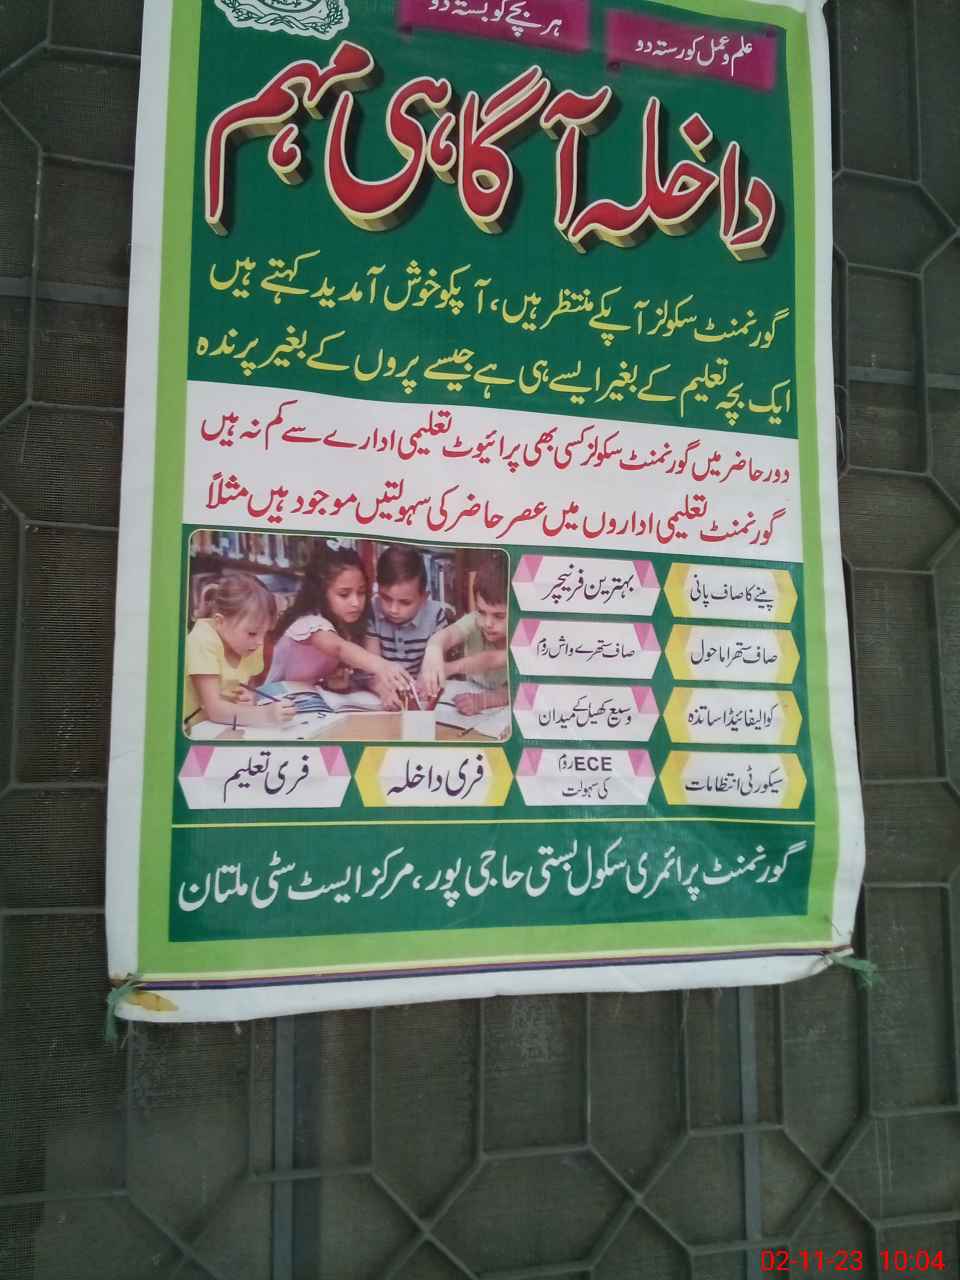 علم و عمل کو رستہ دو
ہر بچے کو بستہ دو
داخلہ آگاہی مہم
گورنمنٹ سکولز آپکے منتظر ہیں، آپکو خوش آمدید کہتے ہیں
ایک بچہ تعلیم کے بغیر ایسے ہی ہے جیسے پروں کے بغیر پرندہ
دور حاضر میں گورنمنٹ سکولز کسی بھی پرائیوٹ تعلیمی ادارے سے کم نہ ہیں
گورنمنٹ تعلیمی اداروں میں عصر حاضر کی سہولتیں موجود ہیں مثلاً
پینے کا صاف پانی
بہترین فرنیچر
صاف ستھرا ماحول
صاف ستھرے واش روم
کوالیفائیڈ اساتذہ
وسیع کھیل کے میدان
سیکورٹی انتظامات
ECE روم
کی سہولت
فری داخلہ
فری تعلیم
گورنمنٹ پرائمری سکول بستی حاجی پور، مرکز ایسٹ سٹی ملتان
02-11-23 10:04